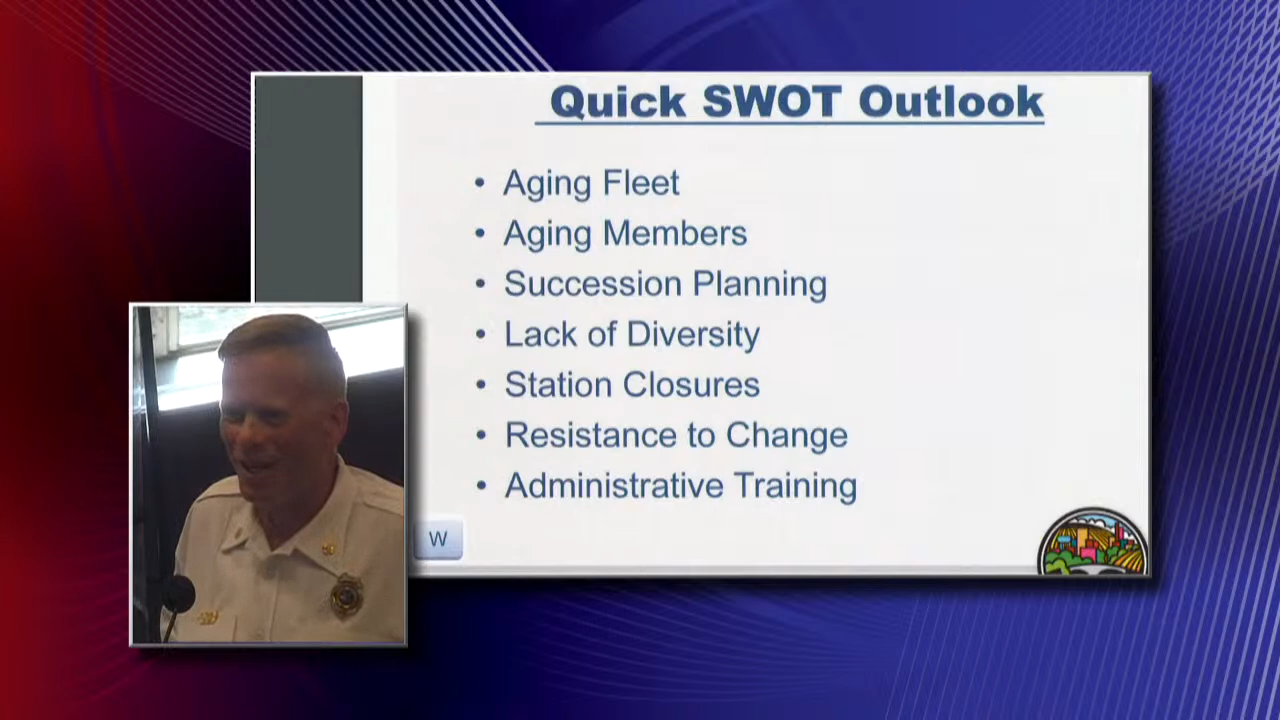 Quick SWOT Outlook
• Aging Fleet
• Aging Members
• Succession Planning
• Lack of Diversity
• Station Closures
• Resistance to Change
• Administrative Training
W